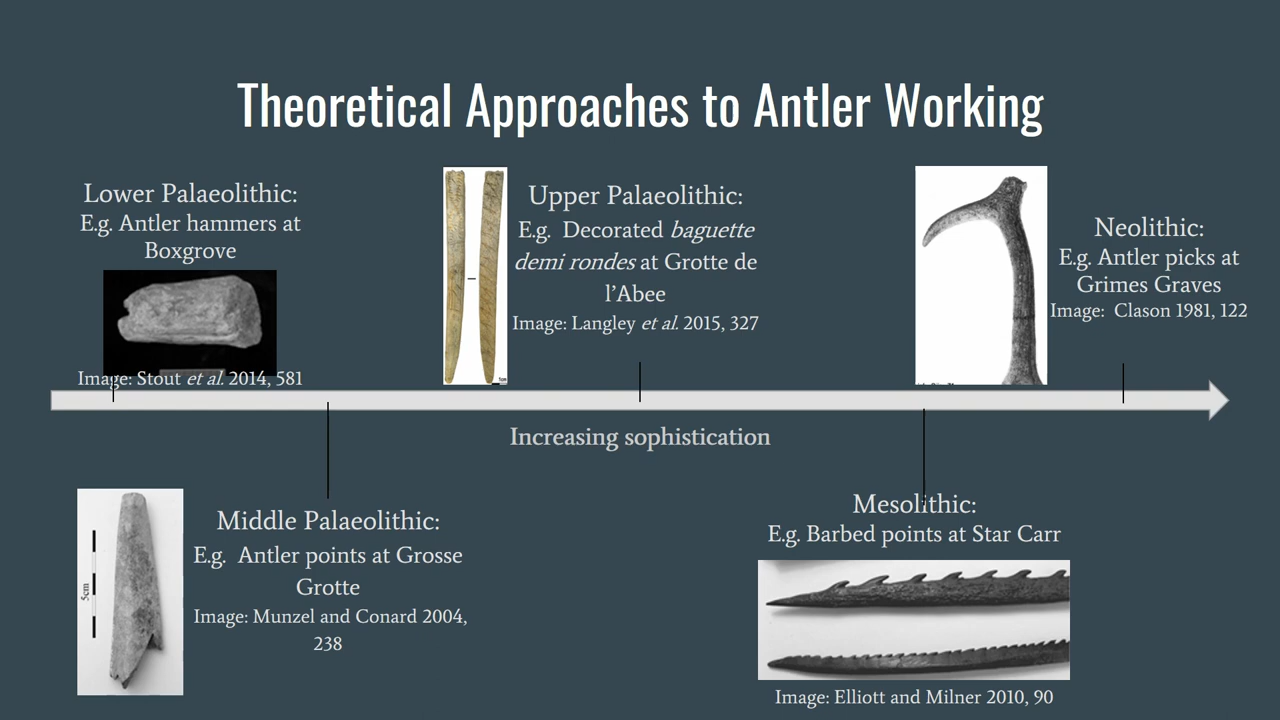 Theoretical Approaches to Antler Working
Lower Palaeolithic:
E.g. Antler hammers at
Boxgrove
Image: Stout et al. 2014, 581
Upper Palaeolithic:
E.g. Decorated baguette
demi rondes at Grotte de
l'Abee
Image: Langley et al. 2015, 327
Neolithic:
E.g. Antler picks at
Grimes Graves
Image: Clason 1981, 122
Increasing sophistication
5cm
Middle Palaeolithic:
E.g. Antler points at Grosse
Grotte
Image: Munzel and Conard 2004,
238
Mesolithic:
E.g. Barbed points at Star Carr
Image: Elliott and Milner 2010, 90